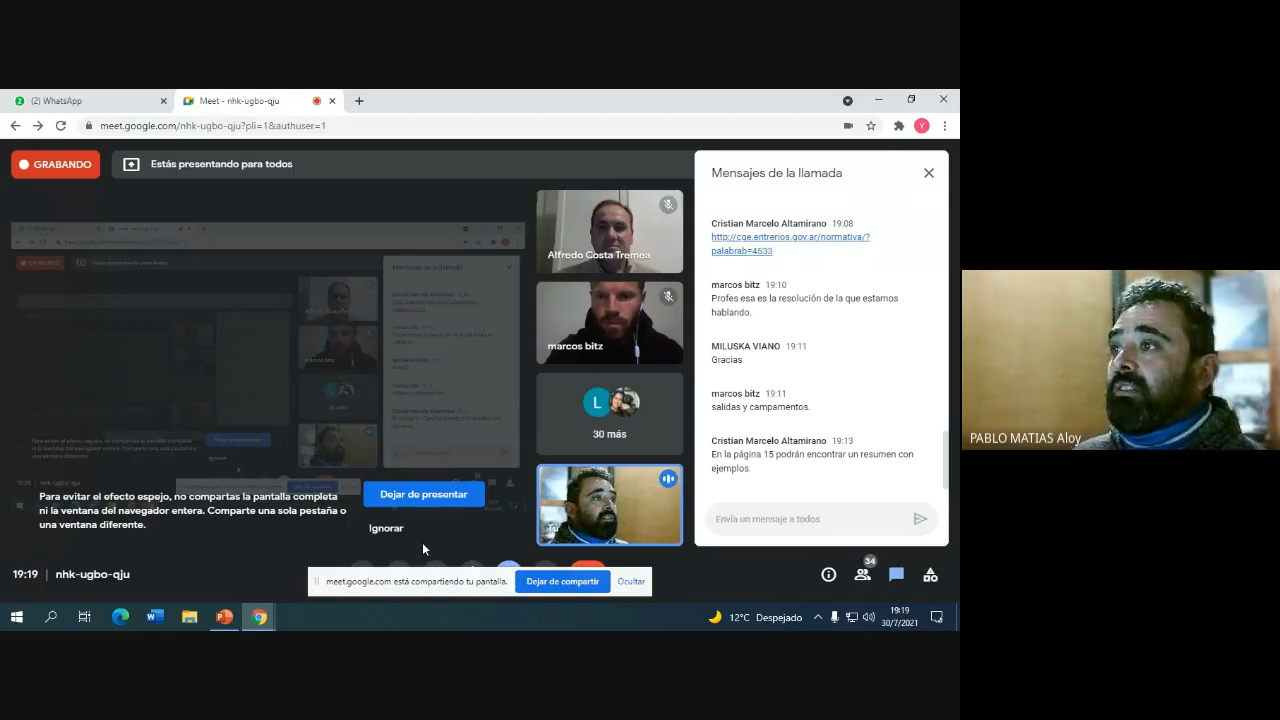 (2) WhatsApp
Meet - nhk-ugbo-qju
meet.google.com/nhk-ugbo-qju?pli=1&authuser=1
Y
GRABANDO
Estás presentando para todos
Mensajes de la llamada
Cristian Marcelo Altamirano 19:08
http://cge.entrerios.gov.ar/normativa/?
palabrab=4533
marcos bitz 19:10
Profes esa es la resolución de la que estamos
hablando.
MILUSKA VIANO 19:11
Gracias
marcos bitz 19:11
salidas y campamentos.
Cristian Marcelo Altamirano 19:13
En la página 15 podrán encontrar un resumen con
ejemplos.
Envía un mensaje a todos
Alfredo Costa Tremea
marcos bitz
L
30 más
Tú
Para evitar el efecto espejo, no compartas la pantalla completa
ni la ventana del navegador entera. Comparte una sola pestaña o
una ventana diferente.
Dejar de presentar
Ignorar
19:19 | nhk-ugbo-qju
meet.google.com está compartiendo tu pantalla.
Dejar de compartir
Ocultar
34
12°C Despejado
19:19
30/7/2021
PABLO MATIAS Aloy